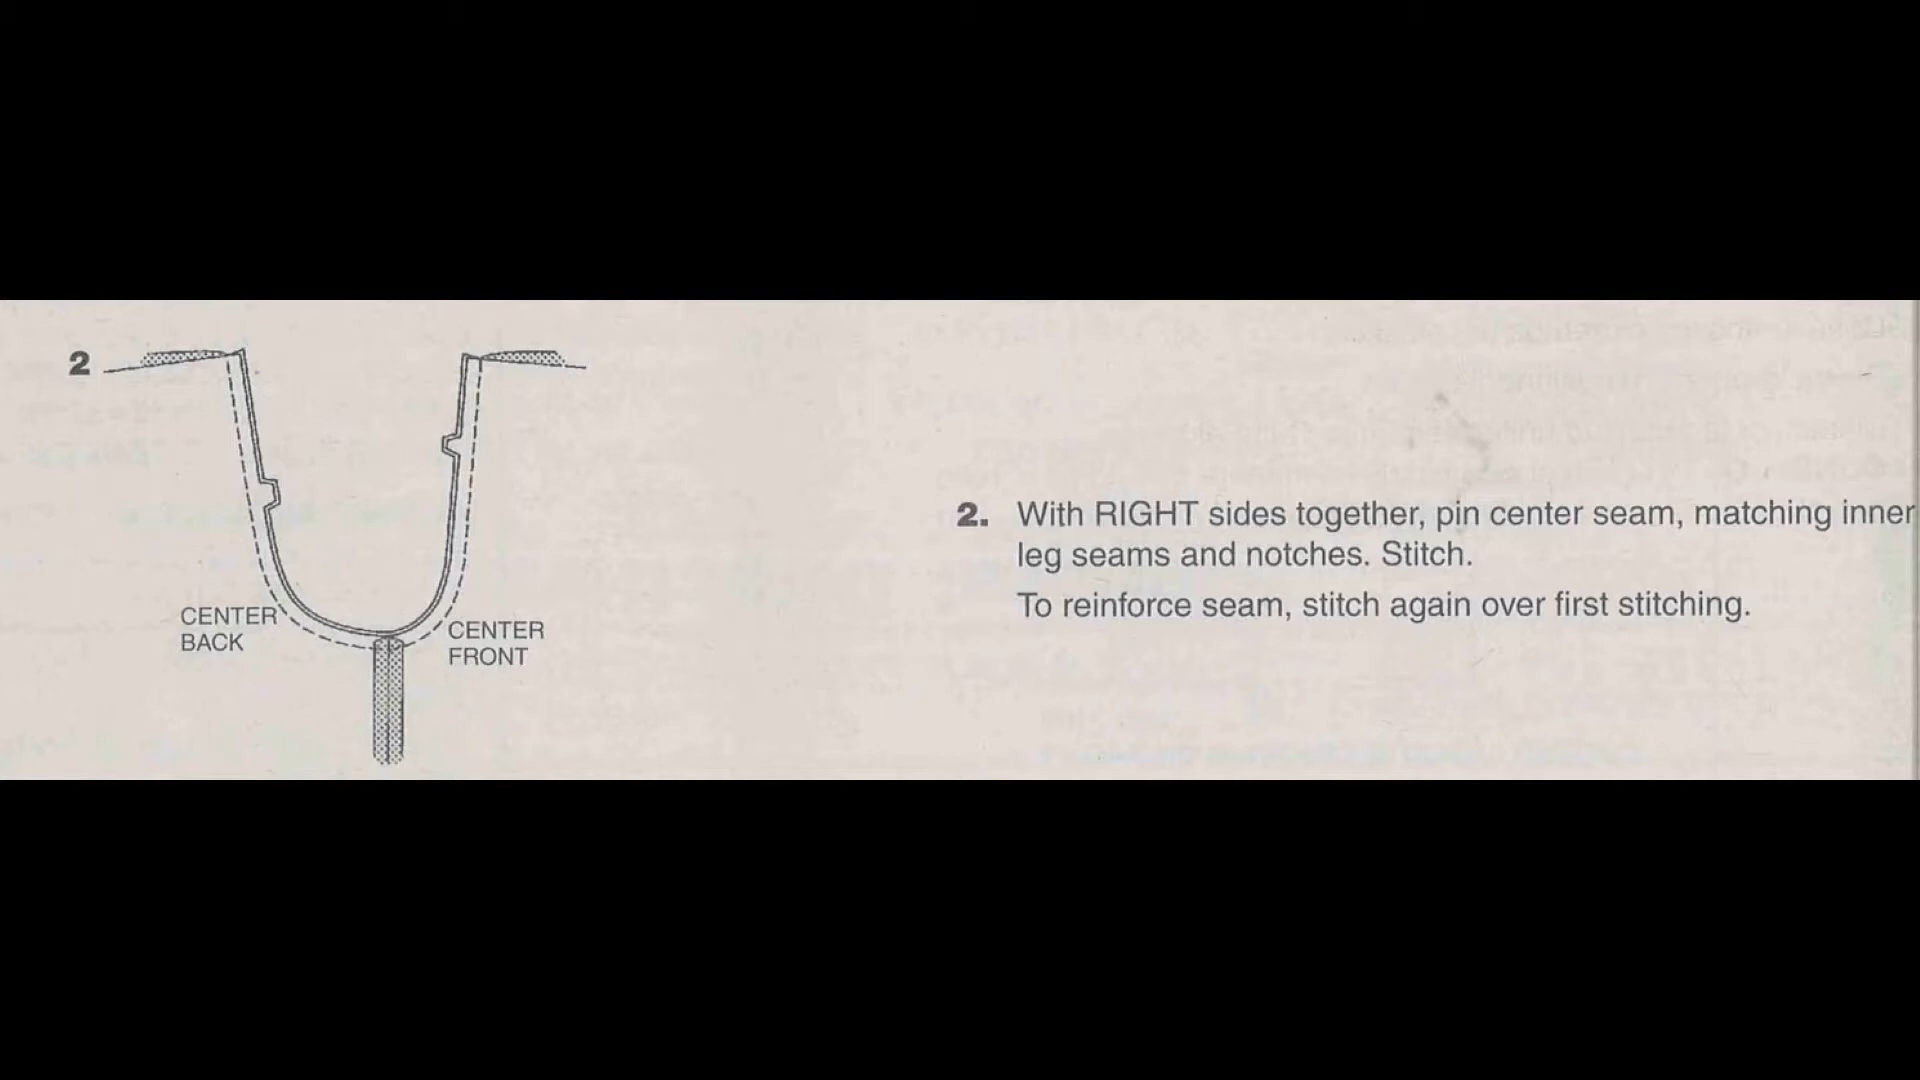 2
CENTER
BACK
CENTER
FRONT
2. With RIGHT sides together, pin center seam, matching inner
leg seams and notches. Stitch.
To reinforce seam, stitch again over first stitching.